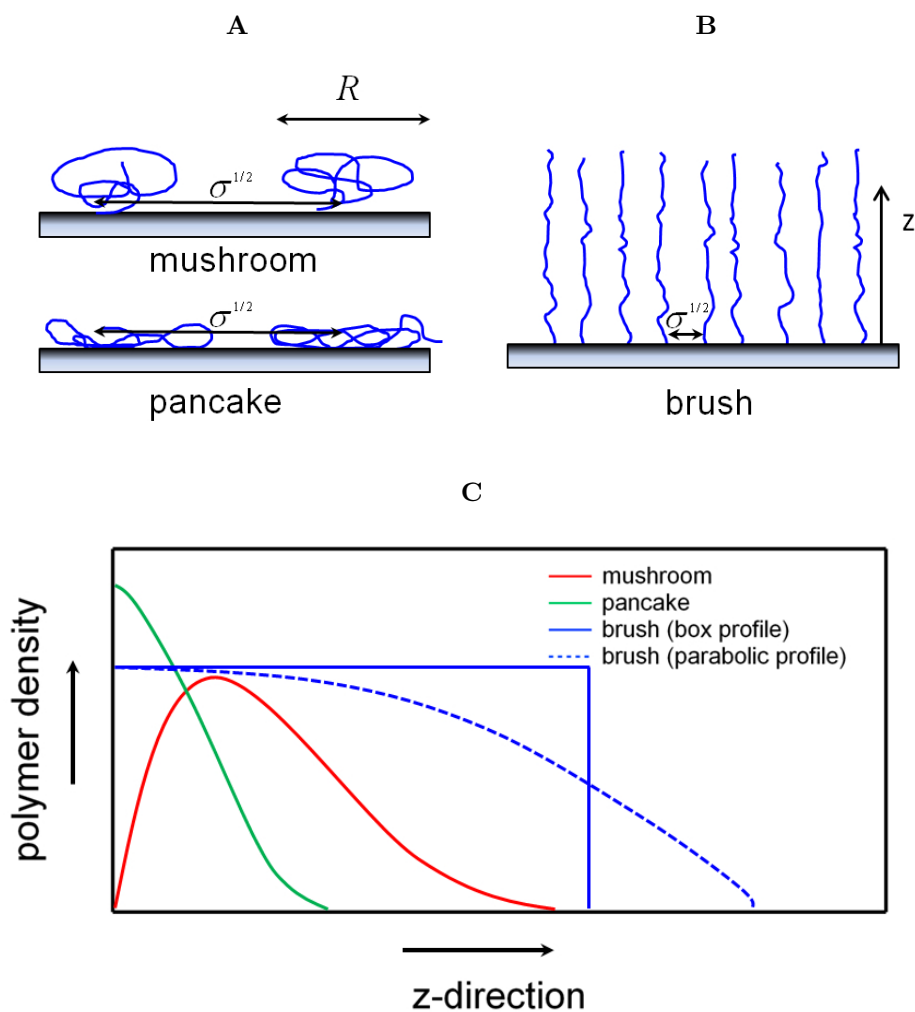 A
B
R
σ^{1/2}
mushroom
σ^{1/2}
pancake
z
σ^{1/2}
brush
C
mushroom
pancake
brush (box profile)
brush (parabolic profile)
polymer density
z-direction